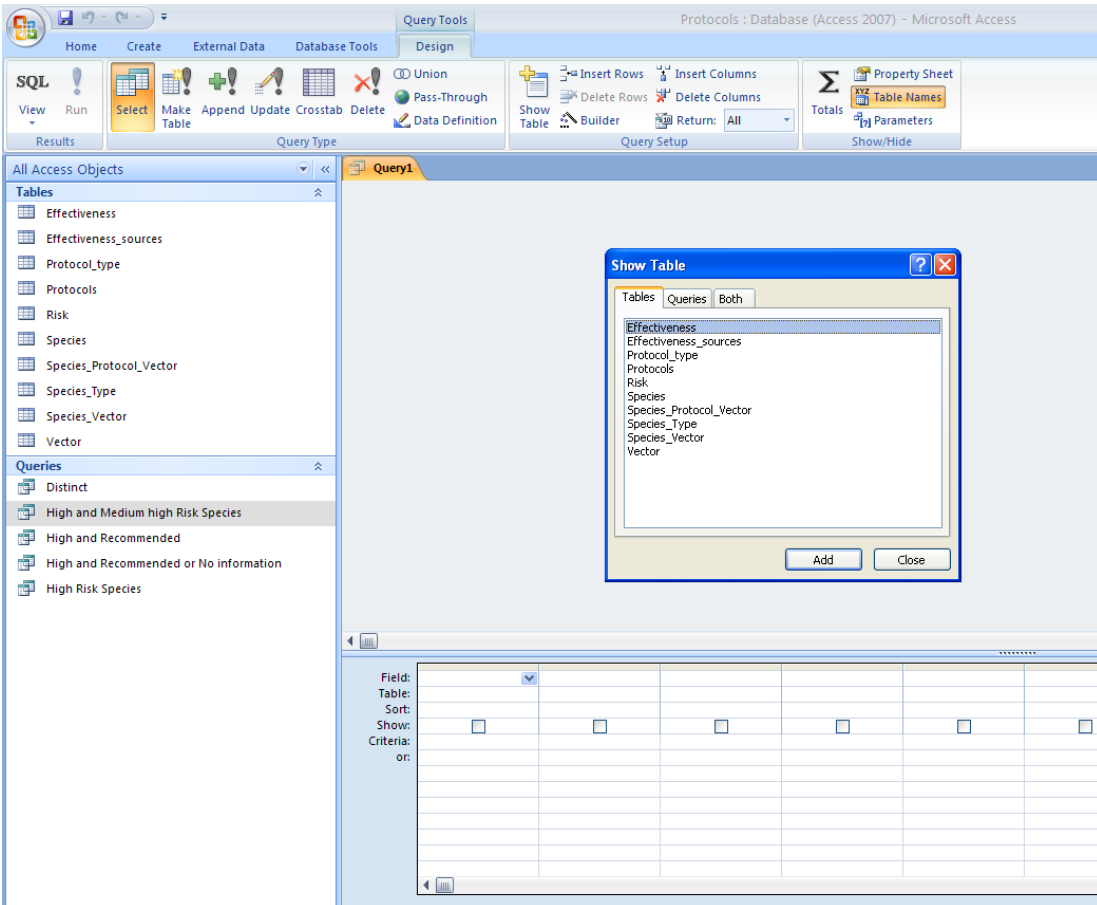 Query Tools
Protocols : Database (Access 2007) - Microsoft Access
Home Create External Data Database Tools Design
SQL
View
Run
Results
Select
Make Table
Append
Update
Crosstab
Delete
Union
Pass-Through
Data Definition
Query Type
Show Table
Insert Rows
Delete Rows
Builder
Insert Columns
Delete Columns
Return: All
Query Setup
Σ
Totals
Property Sheet
XYZ Table Names
[?] Parameters
Show/Hide
All Access Objects
Query1
Tables
Effectiveness
Effectiveness_sources
Protocol_type
Protocols
Risk
Species
Species_Protocol_Vector
Species_Type
Species_Vector
Vector
Queries
Distinct
High and Medium high Risk Species
High and Recommended
High and Recommended or No information
High Risk Species
Show Table
Tables Queries Both
Effectiveness
Effectiveness_sources
Protocol_type
Protocols
Risk
Species
Species_Protocol_Vector
Species_Type
Species_Vector
Vector
Add Close
Field:
Table:
Sort:
Show:
Criteria:
or: